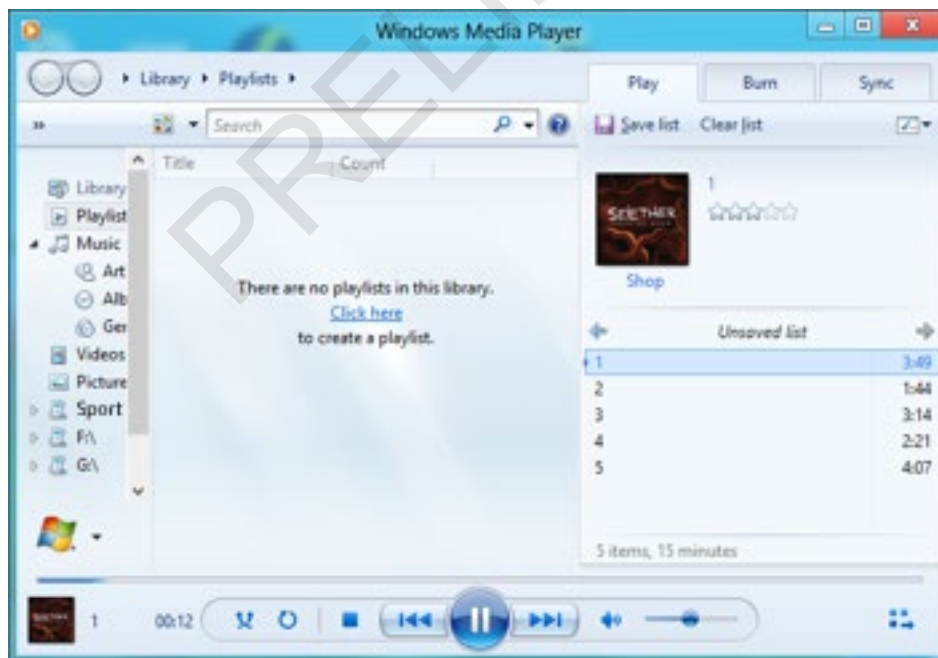 PRELI
Windows Media Player
Library Playlists
Play Burn Sync
Search
Save list Clear list
Title Count
Library
Playlist
Music
Art
Alb
Ger
Videos
Picture
Sport
F:\
G:\
There are no playlists in this library.
Click here
to create a playlist.
SEETHER
1
Shop
Unsaved list
1 3:49
2 1:44
3 3:14
4 2:21
5 4:07
5 items, 15 minutes
1 00:12